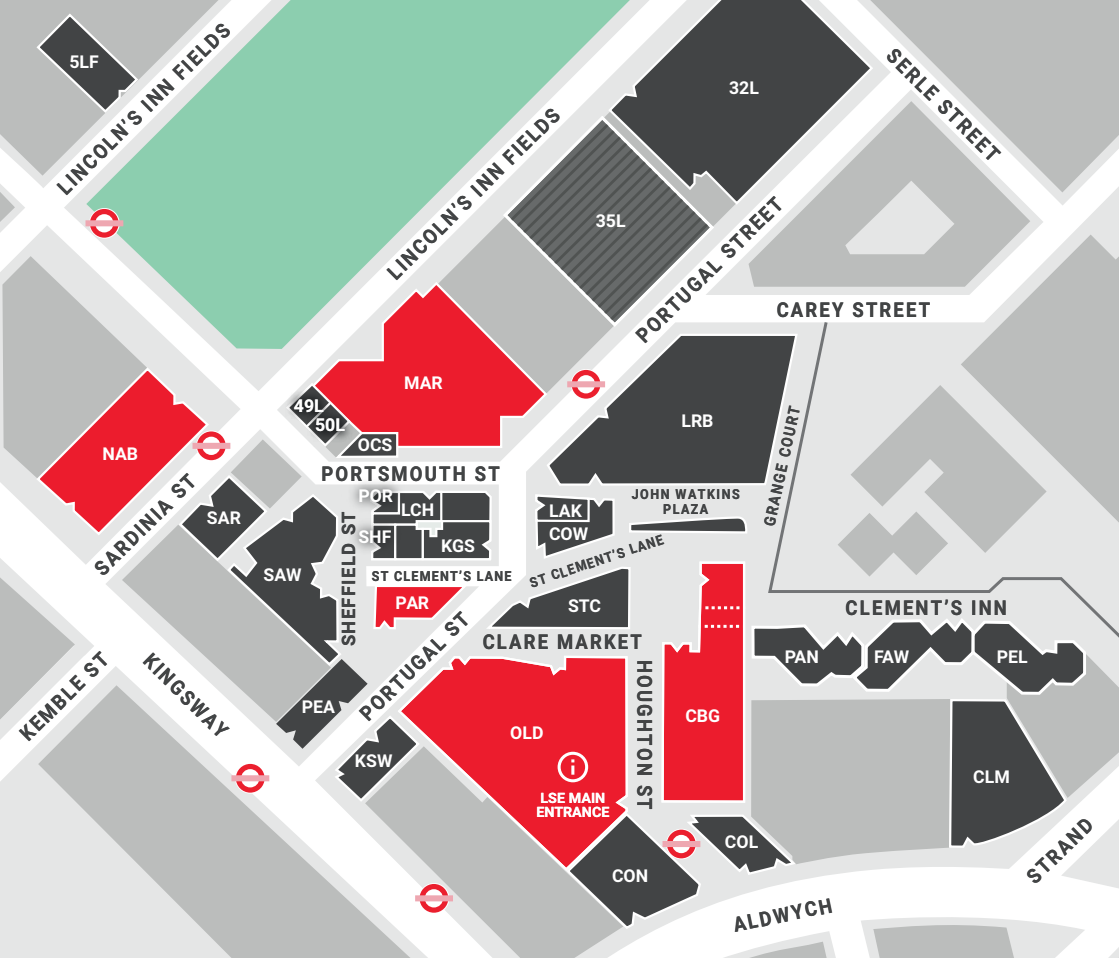 5LF
LINCOLN'S INN FIELDS
32L
SERLE STREET
LINCOLN'S INN FIELDS
35L
PORTUGAL STREET
CAREY STREET
MAR
49L
50L
OCS
LRB
GRANGE COURT
NAB
SARDINIA ST
PORTSMOUTH ST
POR
LCH
SHF
KGS
LAK
COW
JOHN WATKINS
PLAZA
SAR
SAW
SHEFFIELD ST
ST CLEMENT'S LANE
ST CLEMENT'S LANE
PAR
STC
CLARE MARKET
CLEMENT'S INN
PAN
FAW
PEL
KEMBLE ST
KINGSWAY
PEA
PORTUGAL ST
KSW
OLD
i
LSE MAIN
ENTRANCE
HOUGHTON ST
CBG
CLM
COL
CON
STRAND
ALDWYCH